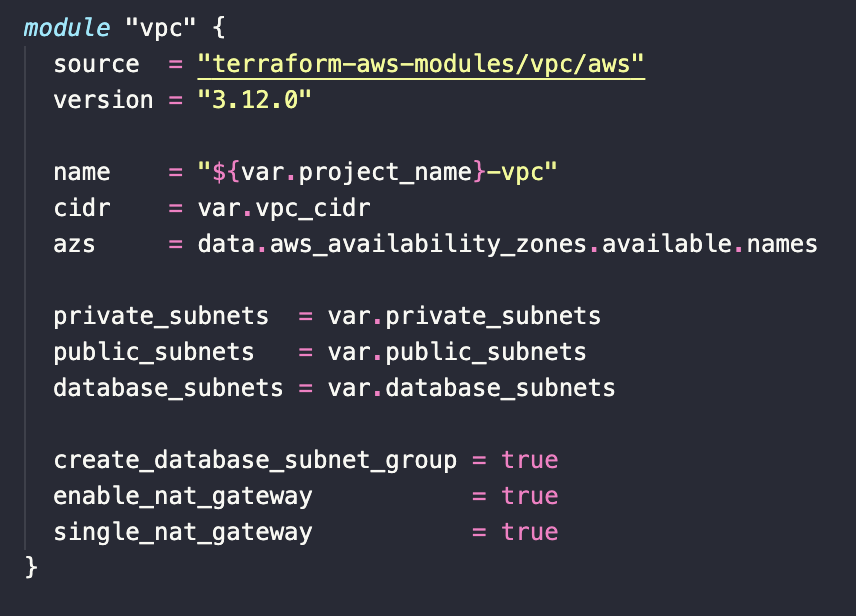 module "vpc" {
  source  = "terraform-aws-modules/vpc/aws"
  version = "3.12.0"

  name    = "${var.project_name}-vpc"
  cidr    = var.vpc_cidr
  azs     = data.aws_availability_zones.available.names

  private_subnets  = var.private_subnets
  public_subnets   = var.public_subnets
  database_subnets = var.database_subnets

  create_database_subnet_group = true
  enable_nat_gateway           = true
  single_nat_gateway           = true
}